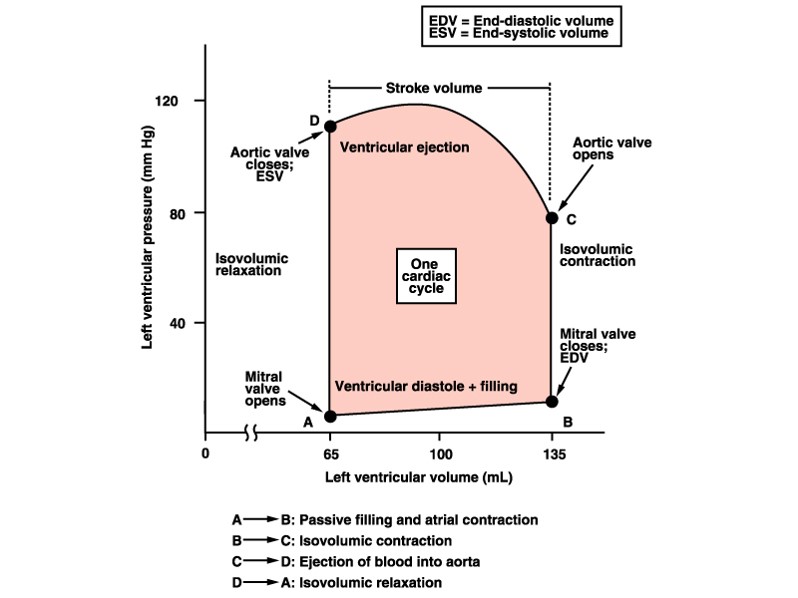 EDV = End-diastolic volume
ESV = End-systolic volume
Stroke volume
120
D
Ventricular ejection
Aortic valve
closes;
ESV
Aortic valve
opens
Left ventricular pressure (mm Hg)
80
C
Isovolumic
relaxation
One
cardiac
cycle
Isovolumic
contraction
40
Mitral valve
closes;
EDV
Mitral
valve
opens
Ventricular diastole + filling
A
B
0
65
100
135
Left ventricular volume (mL)
A → B: Passive filling and atrial contraction
B → C: Isovolumic contraction
C → D: Ejection of blood into aorta
D → A: Isovolumic relaxation